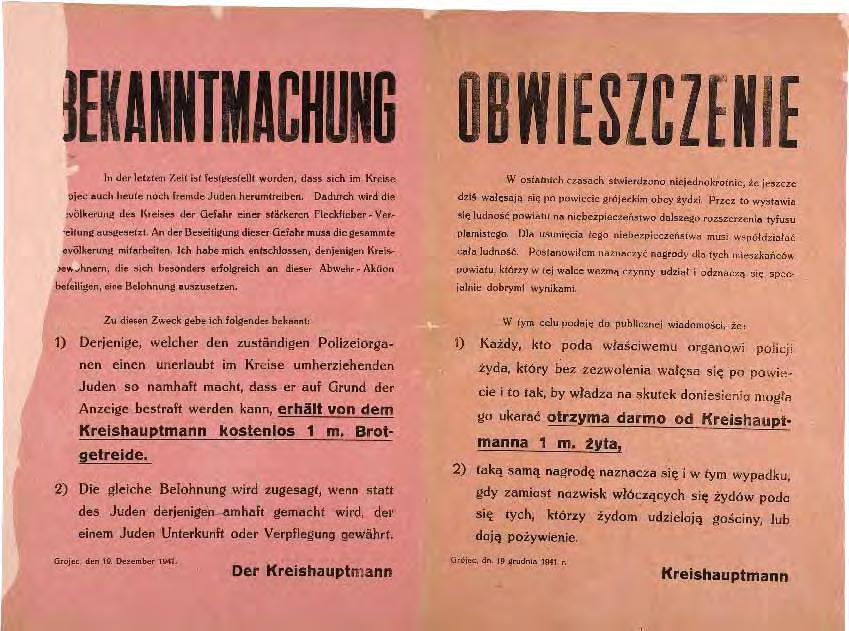 BEKANNTMACHUNG
In der letzten Zeit ist festgestellt worden, dass sich im Kreise
ojec auch heute noch fremde Juden herumtreiben. Dadurch wird die
völkerung des Kreises der Gefahr einer stärkeren Fleckfieber-Ver-
eitung ausgesetzt. An der Beseitigung dieser Gefahr muss die gesammte
evölkerung mitarbeiten. Ich habe mich entschlossen, denjenigen Kreis-
bewohnern, die sich besonders erfolgreich an dieser Abwehr-Aktion
beteiligen, eine Belohnung auszusetzen.
Zu diesen Zweck gebe ich folgendes bekannt:
1) Derjenige, welcher den zuständigen Polizeiorga-
nen einen unerlaubt im Kreise umherziehenden
Juden so namhaft macht, dass er auf Grund der
Anzeige bestraft werden kann, erhält von dem
Kreishauptmann kostenlos 1 m. Brot-
getreide.
2) Die gleiche Belohnung wird zugesagt, wenn statt
des Juden derjenigen amhaft gemacht wird, der
einem Juden Unterkunft oder Verpflegung gewährt.
Grojec, den 19. Dezember 1941.
Der Kreishauptmann
OBWIESZCZENIE
W ostatnich czasach stwierdzono niejednokrotnie, że jeszcze
dziś wałęsają się po powiecie grójeckim obcy żydzi. Przez to wystawia
się ludność powiatu na niebezpieczeństwo dalszego rozszerzenia tyfusu
plamistego. Dla usunięcia tego niebezpieczeństwa musi współdziałać
cała ludność. Postanowiłem naznaczyć nagrody dla tych mieszkańców
powiatu, którzy w tej walce wezmą czynny udział i odznaczą się spec-
ialnie dobrymi wynikami.
W tym celu podaję do publicznej wiadomości, że:
1) Każdy, kto poda właściwemu organowi policji
żyda, który bez zezwolenia wałęsa się po powie-
cie i to tak, by władza na skutek doniesienia mogła
go ukarać otrzyma darmo od Kreishaupt-
manna 1 m. żyta,
2) taką samą nagrodę naznacza się i w tym wypadku,
gdy zamiast nazwisk włóczących się żydów poda
się tych, którzy żydom udzielają gościny, lub
dają pożywienie.
Grójec, dn. 19 grudnia 1941 r.
Kreishauptmann